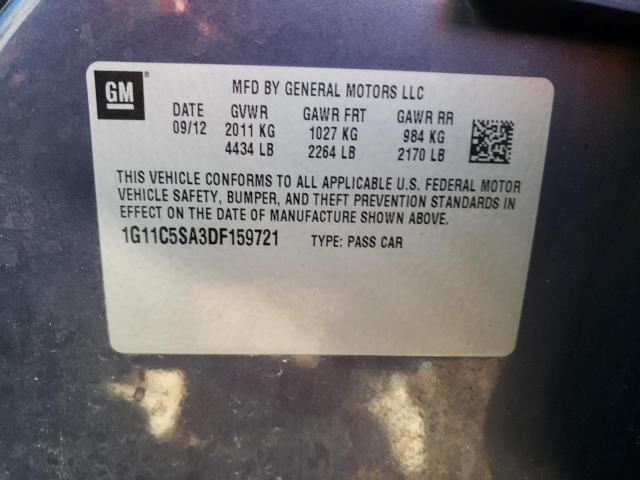 GM
MFD BY GENERAL MOTORS LLC
DATE GVWR GAWR FRT GAWR RR
09/12 2011 KG 1027 KG 984 KG
4434 LB 2264 LB 2170 LB
THIS VEHICLE CONFORMS TO ALL APPLICABLE U.S. FEDERAL MOTOR
VEHICLE SAFETY, BUMPER, AND THEFT PREVENTION STANDARDS IN
EFFECT ON THE DATE OF MANUFACTURE SHOWN ABOVE.
1G11C5SA3DF159721 TYPE: PASS CAR